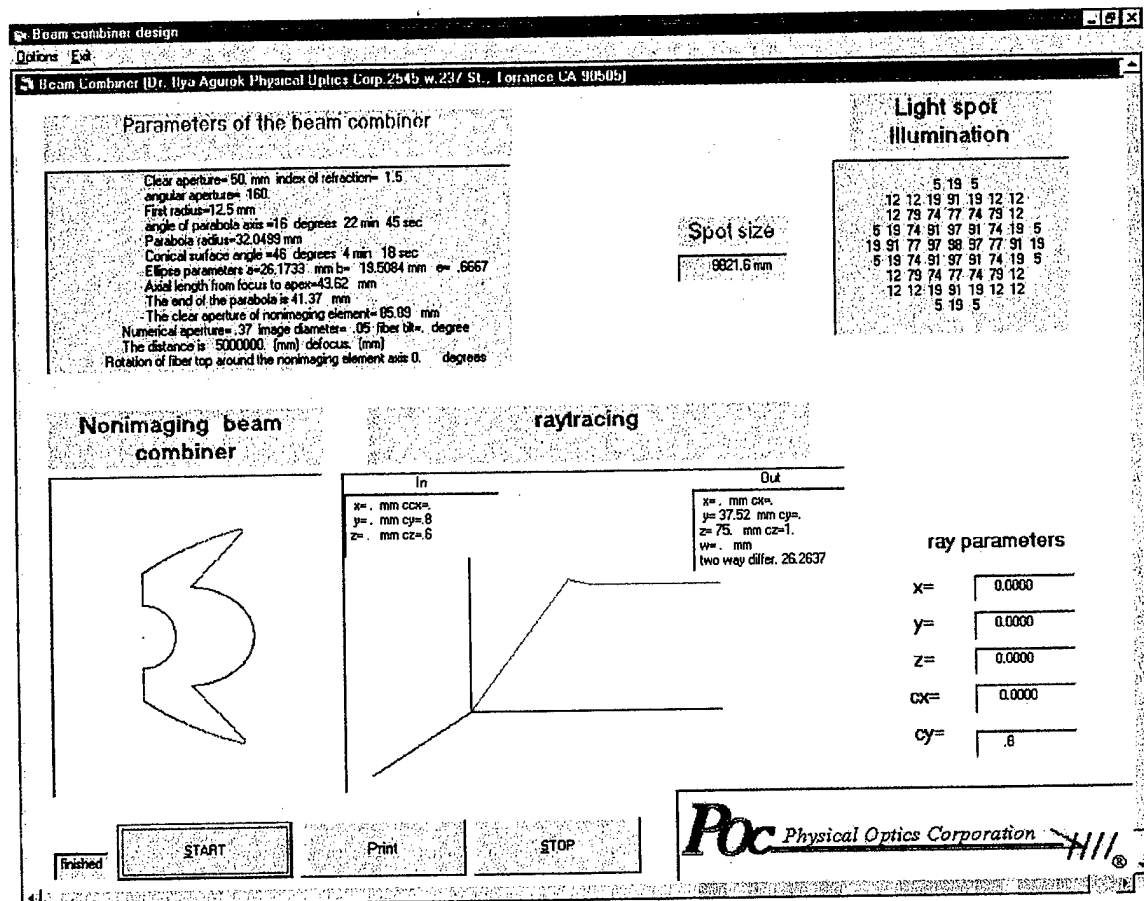 Beam combiner design
Options Exit
Beam Combiner (Dr. Ilya Agurok Physical Optics Corp. 2545 w.237 St., Torrance CA 90505)
Parameters of the beam combiner
Clear aperture= 50. mm index of refraction= 1.5
angular aperture= 160.
First radius=12.5 mm
angle of parabola axis =16 degrees 22 min 45 sec
Parabola radius=32.0499 mm
Conical surface angle =46 degrees 4 min 18 sec
Ellipse parameters a=26.1733 mm b= 19.5084 mm e= .6667
Axial length from focus to apex=43.62 mm
The end of the parabola is 41.37 mm
The clear aperture of nonimaging element= 85.89 mm
Numerical aperture= .37 image diameter= .05 fiber tilt=. degree
The distance is 5000000. (mm) defocus. (mm)
Rotation of fiber top around the nonimaging element axis 0. degrees
Spot size
9821.6 mm
Light spot
Illumination
5 19 5
12 12 19 91 19 12 12
12 79 74 77 74 79 12
5 19 74 91 97 91 74 19 5
19 91 77 97 98 97 77 91 19
5 19 74 91 97 91 74 19 5
12 79 74 77 74 79 12
12 12 19 91 19 12 12
5 19 5
Nonimaging beam
combiner
raytracing
In
x= . mm ccx=.
y= . mm cy=.8
z= . mm cz=.6
Out
x= . mm cx=.
y= 37.52 mm cy=.
z= 75. mm cz=1.
w= . mm
two way differ. 26.2637
ray parameters
x= 0.0000
y= 0.0000
z= 0.0000
cx= 0.0000
cy= .8
finished
START
Print
STOP
POC Physical Optics Corporation ®